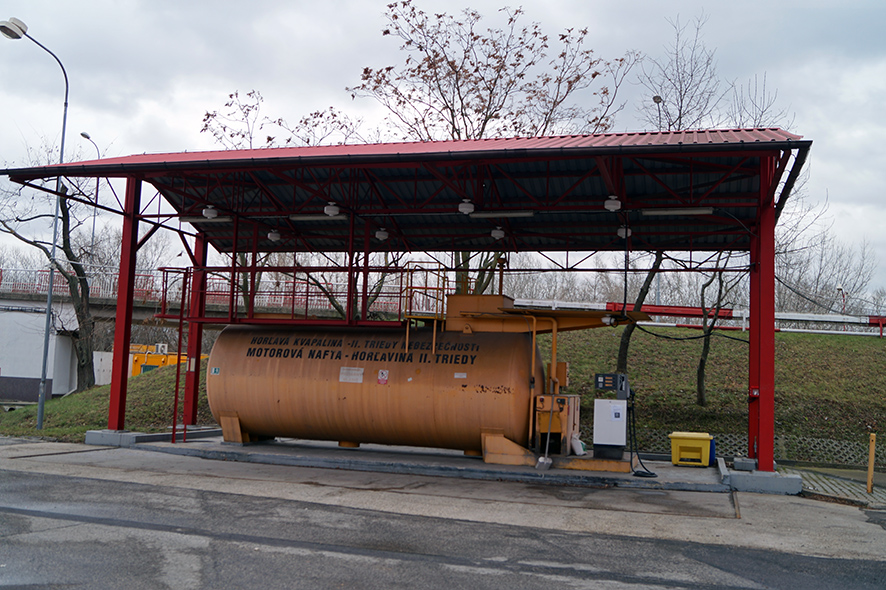 HORĽAVÁ KVAPALINA - II. TRIEDY NEBEZPEČNOSTI
MOTOROVÁ NAFTA - HORĽAVINA II. TRIEDY